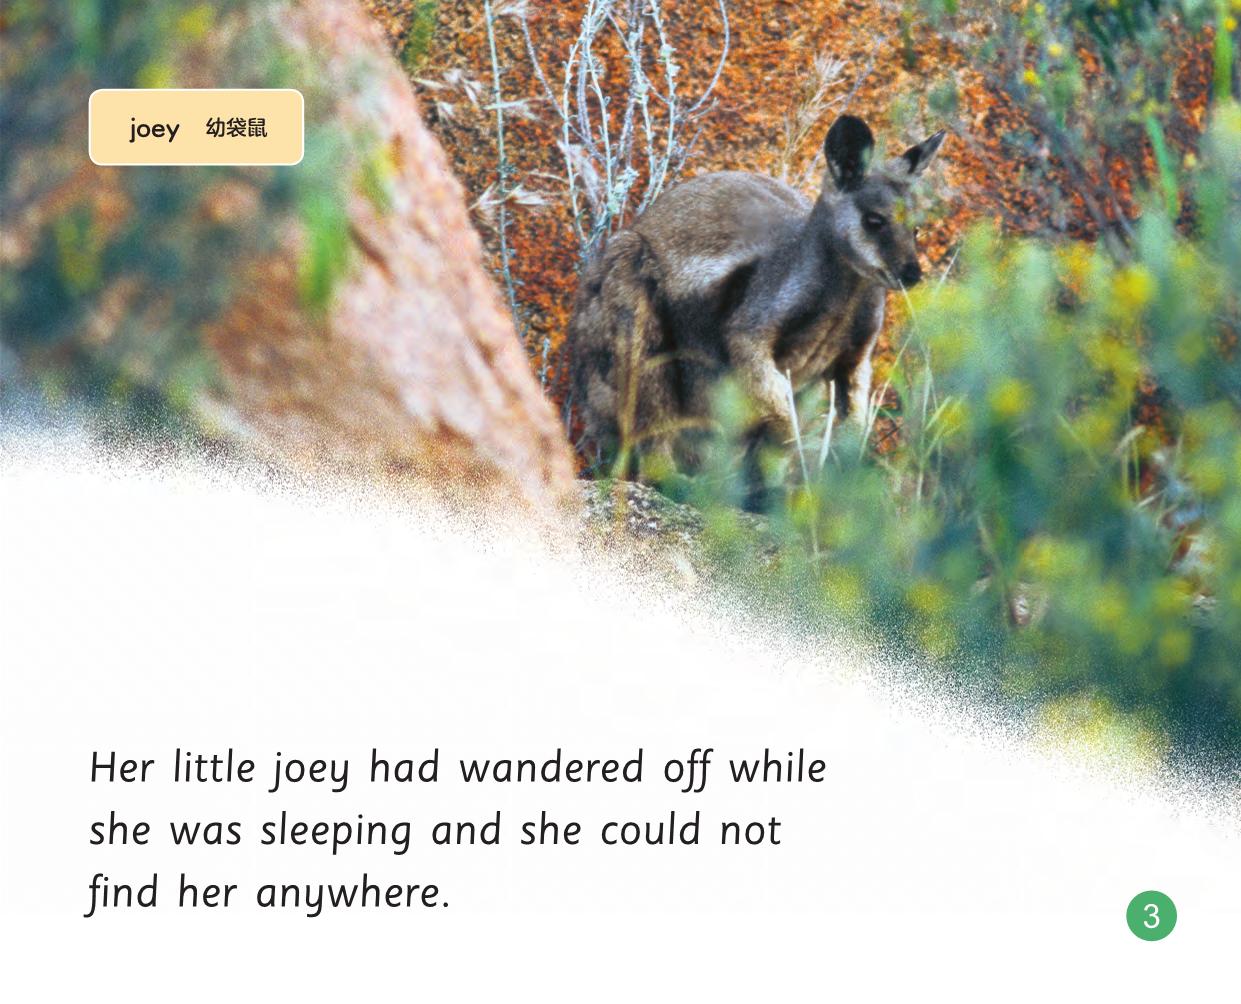 joey 幼袋鼠
Her little joey had wandered off while
she was sleeping and she could not
find her anywhere.
3